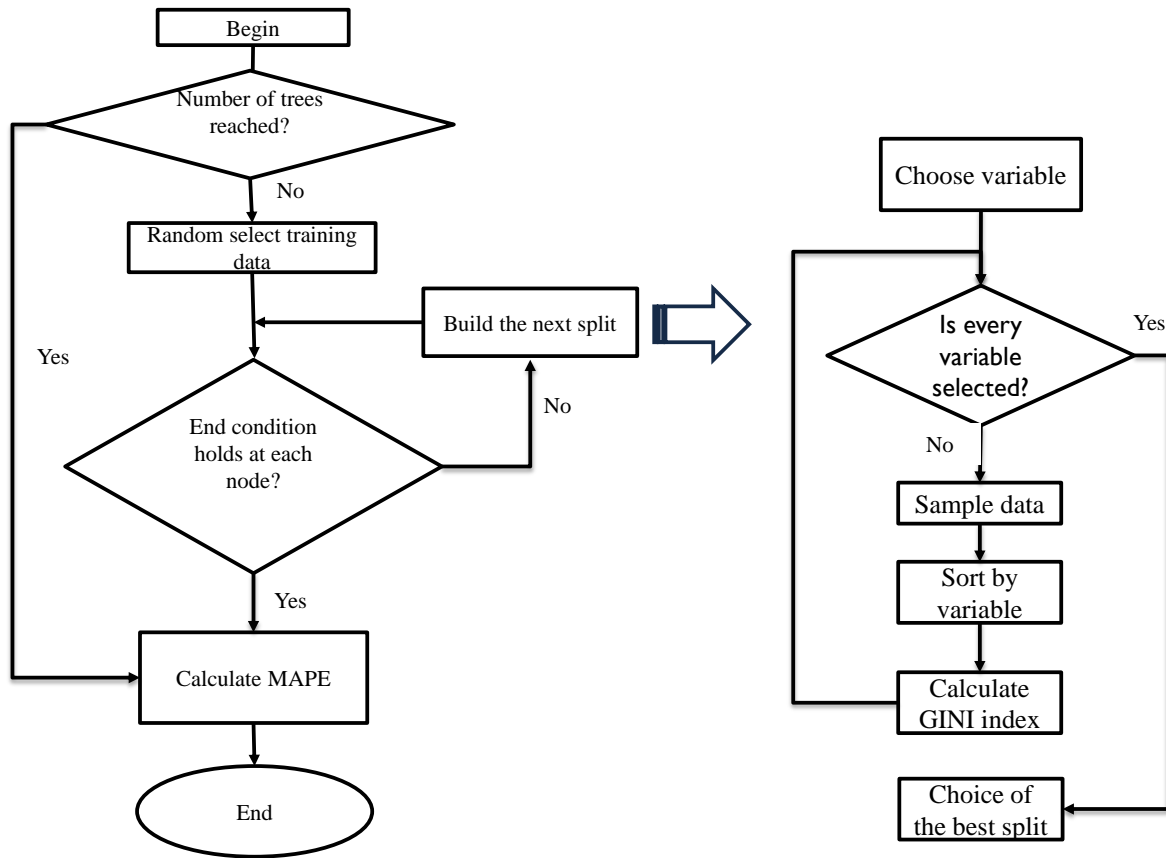 Begin
Number of trees
reached?
No
Random select training
data
Build the next split
Yes
No
End condition
holds at each
node?
Yes
Calculate MAPE
End
Choose variable
Is every
variable
selected?
Yes
No
Sample data
Sort by
variable
Calculate
GINI index
Choice of
the best split